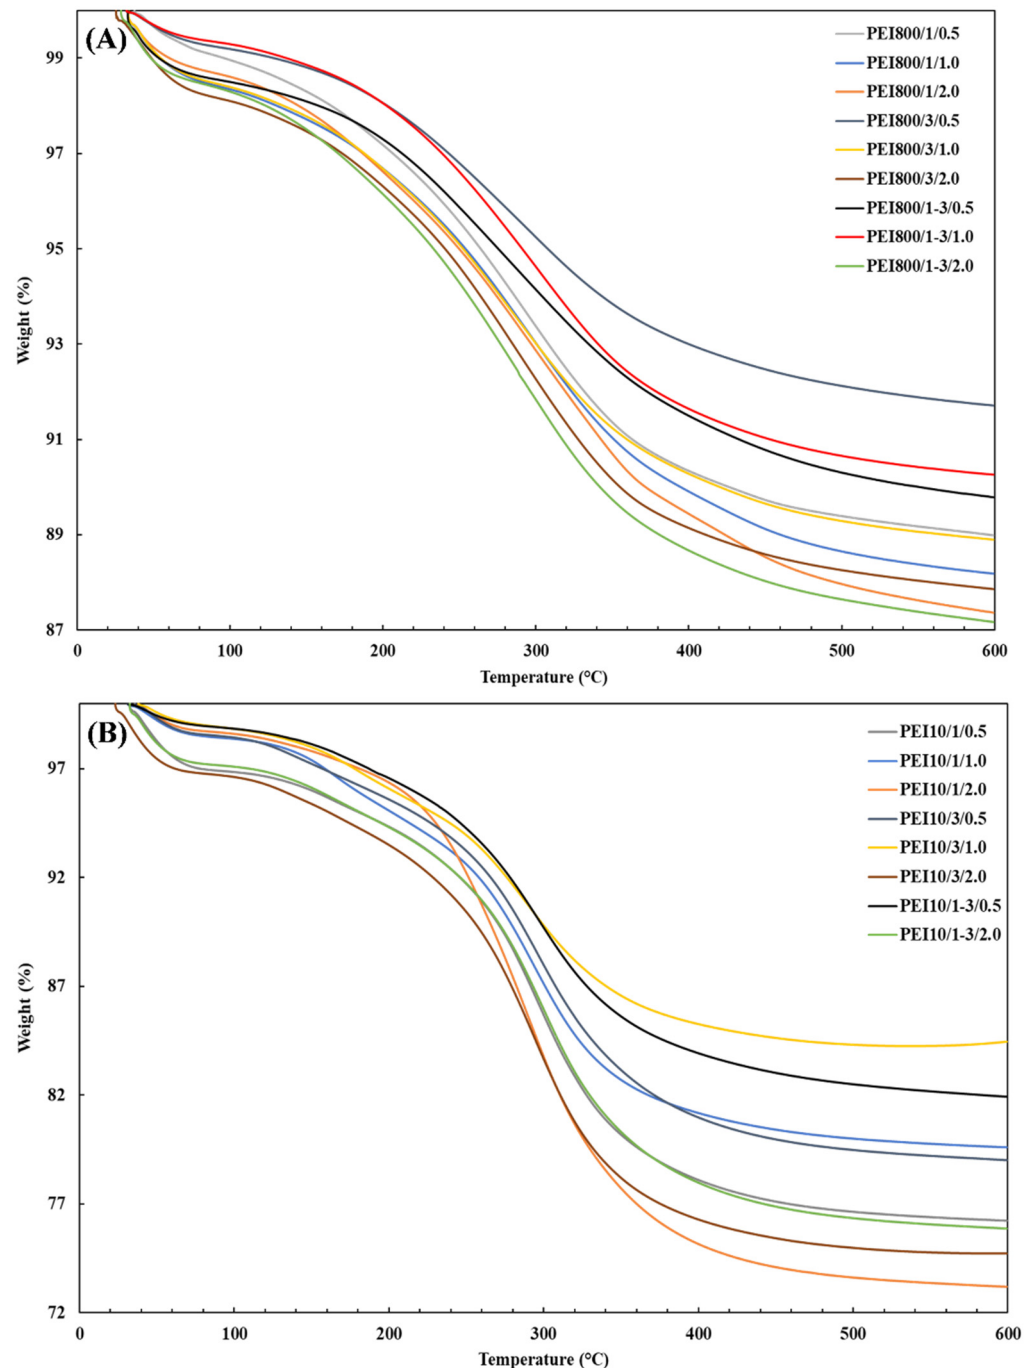 (A)
PEI800/1/0.5
PEI800/1/1.0
PEI800/1/2.0
PEI800/3/0.5
PEI800/3/1.0
PEI800/3/2.0
PEI800/1-3/0.5
PEI800/1-3/1.0
PEI800/1-3/2.0
99
97
95
93
91
89
87
Weight (%)
0 100 200 300 400 500 600
Temperature (°C)
(B)
PEI10/1/0.5
PEI10/1/1.0
PEI10/1/2.0
PEI10/3/0.5
PEI10/3/1.0
PEI10/3/2.0
PEI10/1-3/0.5
PEI10/1-3/2.0
97
92
87
82
77
72
Weight (%)
0 100 200 300 400 500 600
Temperature (°C)